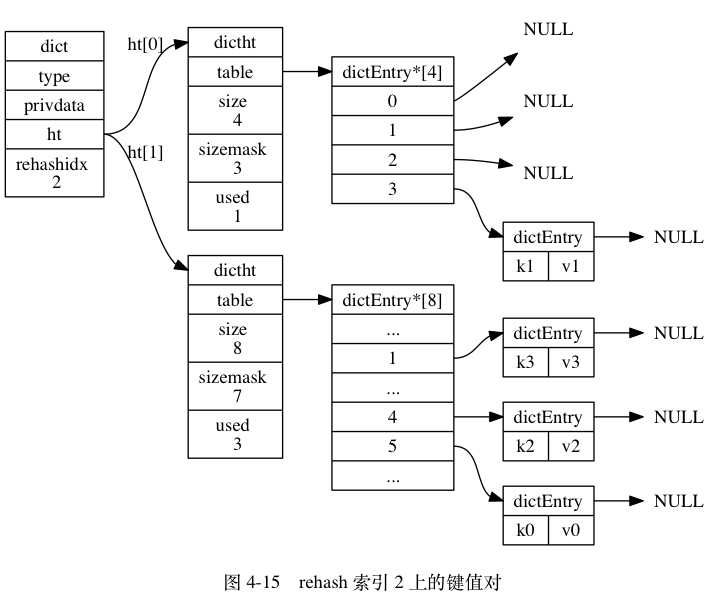 dict
type
privdata
ht
rehashidx
2
ht[0]
ht[1]
dictht
table
size
4
sizemask
3
used
1
dictEntry*[4]
0
1
2
3
NULL
NULL
NULL
dictEntry
k1 v1
NULL
dictht
table
size
8
sizemask
7
used
3
dictEntry*[8]
...
1
...
4
5
...
dictEntry
k3 v3
NULL
dictEntry
k2 v2
NULL
dictEntry
k0 v0
NULL
图 4-15 rehash 索引 2 上的键值对